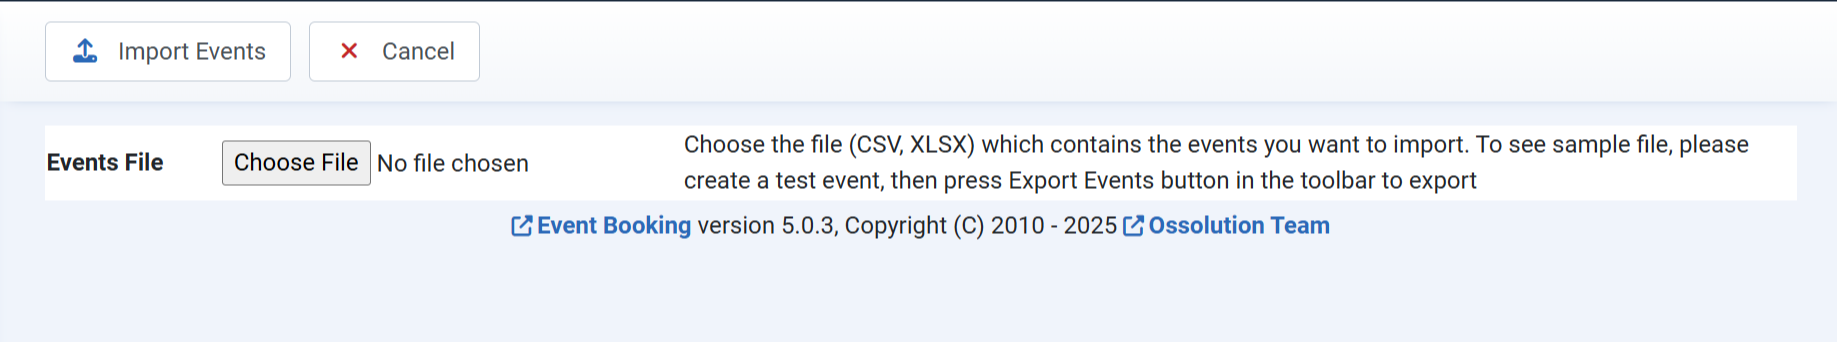 Import Events
Cancel
Events File
Choose File No file chosen
Choose the file (CSV, XLSX) which contains the events you want to import. To see sample file, please
create a test event, then press Export Events button in the toolbar to export
Event Booking version 5.0.3, Copyright (C) 2010 - 2025 Ossolution Team